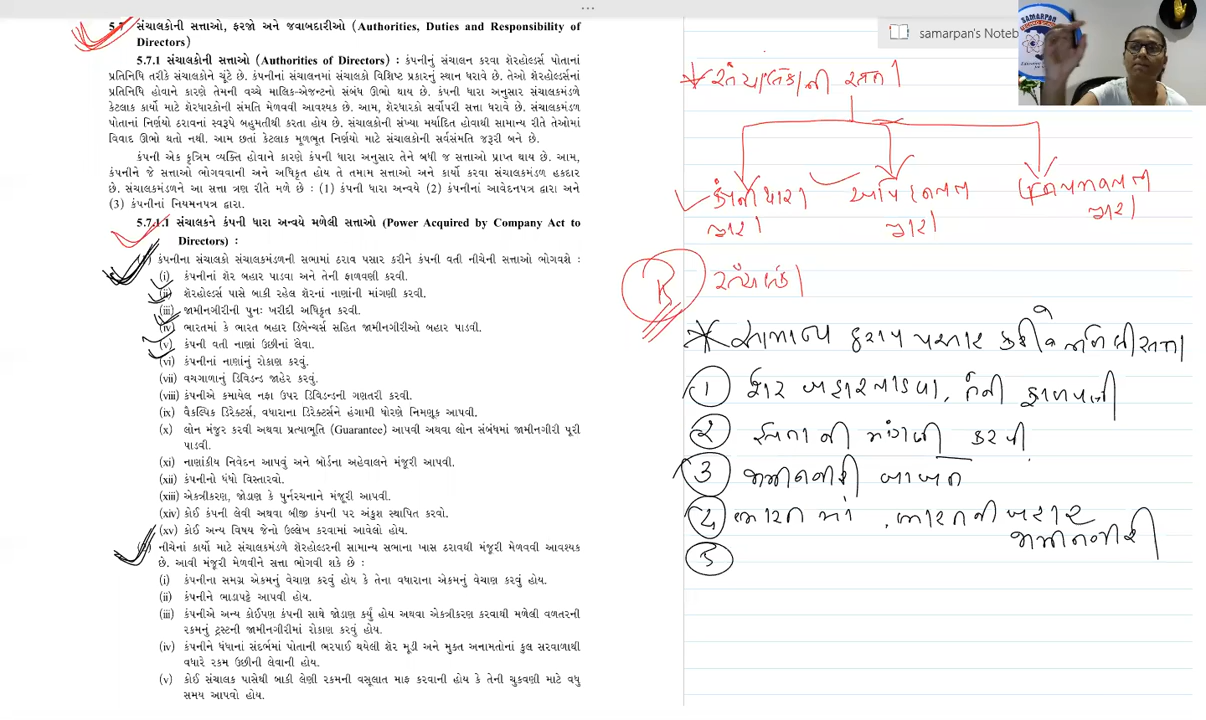 5.7 સંચાલકોની સત્તાઓ, ફરજો અને જવાબદારીઓ (Authorities, Duties and Responsibility of
Directors)
5.7.1 સંચાલકોની સત્તાઓ (Authorities of Directors) : કંપનીનું સંચાલન કરવા શૅરહોલ્ડર્સ પોતાનાં
પ્રતિનિધિ તરીકે સંચાલકોને ચૂંટે છે. કંપનીનાં સંચાલનમાં સંચાલકો વિશિષ્ટ પ્રકારનું સ્થાન ધરાવે છે. તેઓ શૅરહોલ્ડર્સનાં
પ્રતિનિધિ હોવાને કારણે તેમની વચ્ચે માલિક-એજન્ટનો સંબંધ ઊભો થાય છે. કંપની ધારા અનુસાર સંચાલકમંડળે
કેટલાક કાર્યો માટે શૅરધારકોની સંમતિ મેળવવી આવશ્યક છે. આમ, શૅરધારકો સર્વોપરી સત્તા ધરાવે છે. સંચાલકમંડળ
પોતાનાં નિર્ણયો ઠરાવનાં સ્વરૂપે બહુમતીથી કરતા હોય છે. સંચાલકોની સંખ્યા મર્યાદિત હોવાથી સામાન્ય રીતે તેઓમાં
વિવાદ ઊભો થતો નથી. આમ છતાં કેટલાક મૂળભૂત નિર્ણયો માટે સંચાલકોની સર્વસંમતિ જરૂરી બને છે.
કંપની એક કૃત્રિમ વ્યક્તિ હોવાને કારણે કંપની ધારા અનુસાર તેને બધી જ સત્તાઓ પ્રાપ્ત થાય છે. આમ,
કંપનીને જે સત્તાઓ ભોગવવાની અને અધિકૃત હોય તે તમામ સત્તાઓ અને કાર્યો કરવા સંચાલકમંડળ હકદાર
છે. સંચાલકમંડળને આ સત્તા ત્રણ રીતે મળે છે : (1) કંપની ધારા અન્વયે (2) કંપનીનાં આવેદનપત્ર દ્વારા અને
(3) કંપનીનાં નિયમનપત્ર દ્વારા.
5.7.1.1 સંચાલકને કંપની ધારા અન્વયે મળેલી સત્તાઓ (Power Acquired by Company Act to
Directors) :
કંપનીના સંચાલકો સંચાલકમંડળની સભામાં ઠરાવ પસાર કરીને કંપની વતી નીચેની સત્તાઓ ભોગવશે :
(i) કંપનીનાં શૅર બહાર પાડવા અને તેની ફાળવણી કરવી.
(ii) શૅરહોલ્ડર્સ પાસે બાકી રહેલ શૅરનાં નાણાંની માંગણી કરવી.
(iii) જામીનગીરીની પુનઃ ખરીદી અધિકૃત કરવી.
(iv) ભારતમાં કે ભારત બહાર ડિબેન્ચર્સ સહિત જામીનગીરીઓ બહાર પાડવી.
(v) કંપની વતી નાણાં ઉછીનાં લેવા.
(vi) કંપનીનાં નાણાંનું રોકાણ કરવું.
(vii) વચગાળાનું ડિવિડન્ડ જાહેર કરવું.
(viii) કંપનીએ કમાયેલ નફા ઉપર ડિવિડન્ડની ગણતરી કરવી.
(ix) વૈકલ્પિક ડિરેક્ટર્સ, વધારાના ડિરેક્ટર્સને હંગામી ધોરણે નિમણૂક આપવી.
(x) લોન મંજૂર કરવી અથવા પ્રત્યાભૂતિ (Guarantee) આપવી અથવા લોન સંબંધમાં જામીનગીરી પૂરી
પાડવી.
(xi) નાણાંકીય નિવેદન આપવું અને બોર્ડના અહેવાલને મંજૂરી આપવી.
(xii) કંપનીનો ધંધો વિસ્તારવો.
(xiii) એકત્રીકરણ, જોડાણ કે પુર્નરચનાને મંજૂરી આપવી.
(xiv) કોઈ કંપની લેવી અથવા બીજી કંપની પર અંકુશ સ્થાપિત કરવો.
(xv) કોઈ અન્ય વિષય જેનો ઉલ્લેખ કરવામાં આવેલો હોય.
નીચેનાં કાર્યો માટે સંચાલકમંડળે શૅરહોલ્ડરની સામાન્ય સભાના ખાસ ઠરાવથી મંજૂરી મેળવવી આવશ્યક
છે. આવી મંજૂરી મેળવીને સત્તા ભોગવી શકે છે :
(i) કંપનીના સમગ્ર એકમનું વેચાણ કરવું હોય કે તેના વધારાના એકમનું વેચાણ કરવું હોય.
(ii) કંપનીને ભાડાપટ્ટે આપવી હોય.
(iii) કંપનીએ અન્ય કોઈપણ કંપની સાથે જોડાણ કર્યું હોય અથવા એકત્રીકરણ કરવાથી મળેલી વળતરની
રકમનું ટ્રસ્ટની જામીનગીરીમાં રોકાણ કરવું હોય.
(iv) કંપનીને ધંધાનાં સંદર્ભમાં પોતાની ભરપાઈ થયેલી શૅર મૂડી અને મુક્ત અનામતોનાં કુલ સરવાળાથી
વધારે રકમ ઉછીની લેવાની હોય.
(v) કોઈ સંચાલક પાસેથી બાકી લેણી રકમની વસૂલાત માફ કરવાની હોય કે તેની ચુકવણી માટે વધુ
સમય આપવો હોય.
samarpan's Noteb
SAMARPAN
સંચાલકોની સત્તા
કંપની ધારા
દ્વારા
દ્વારા
નિયમનપત્ર
દ્વારા
B સંચાલકો
સામાન્ય ઠરાવ પસાર કરીને મળતી સત્તા
1 શેર બહાર પાડવા, તેની ફાળવણી
2 ની માંગણી કરવી
3 જામીનગીરી બાબત
4 ભારત માં, ભારતની બહાર
જામીનગીરી
5